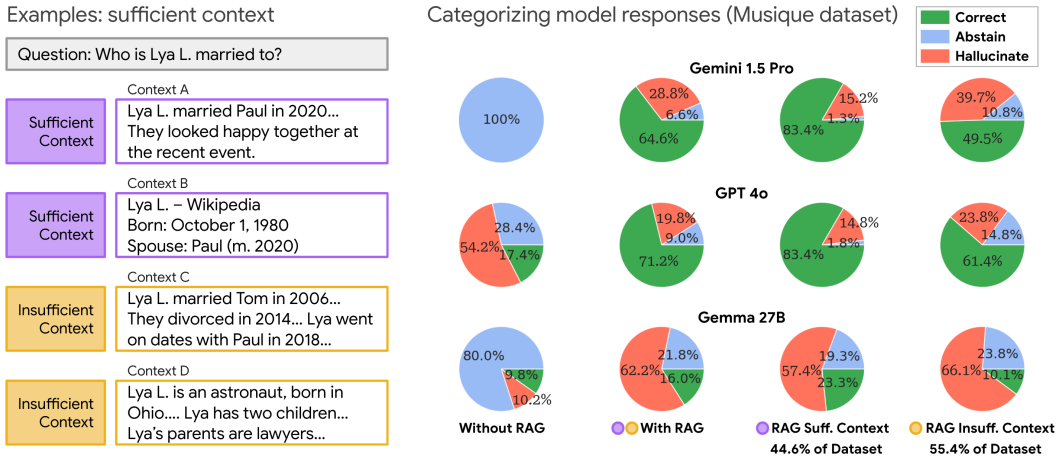 Examples: sufficient context
Question: Who is Lya L. married to?
Context A
Sufficient
Context
Lya L. married Paul in 2020...
They looked happy together at
the recent event.
Context B
Sufficient
Context
Lya L. – Wikipedia
Born: October 1, 1980
Spouse: Paul (m. 2020)
Context C
Insufficient
Context
Lya L. married Tom in 2006...
They divorced in 2014... Lya went
on dates with Paul in 2018...
Context D
Insufficient
Context
Lya L. is an astronaut, born in
Ohio.... Lya has two children...
Lya's parents are lawyers...
Categorizing model responses (Musique dataset)
Correct
Abstain
Hallucinate
Gemini 1.5 Pro
100%
28.8%
6.6%
64.6%
15.2%
1.3%
83.4%
39.7%
10.8%
49.5%
GPT 4o
28.4%
54.2%
17.4%
19.8%
9.0%
71.2%
14.8%
1.8%
83.4%
23.8%
14.8%
61.4%
Gemma 27B
80.0%
9.8%
10.2%
21.8%
62.2%
16.0%
19.3%
57.4%
23.3%
23.8%
66.1%
10.1%
Without RAG
With RAG
RAG Suff. Context
44.6% of Dataset
RAG Insuff. Context
55.4% of Dataset